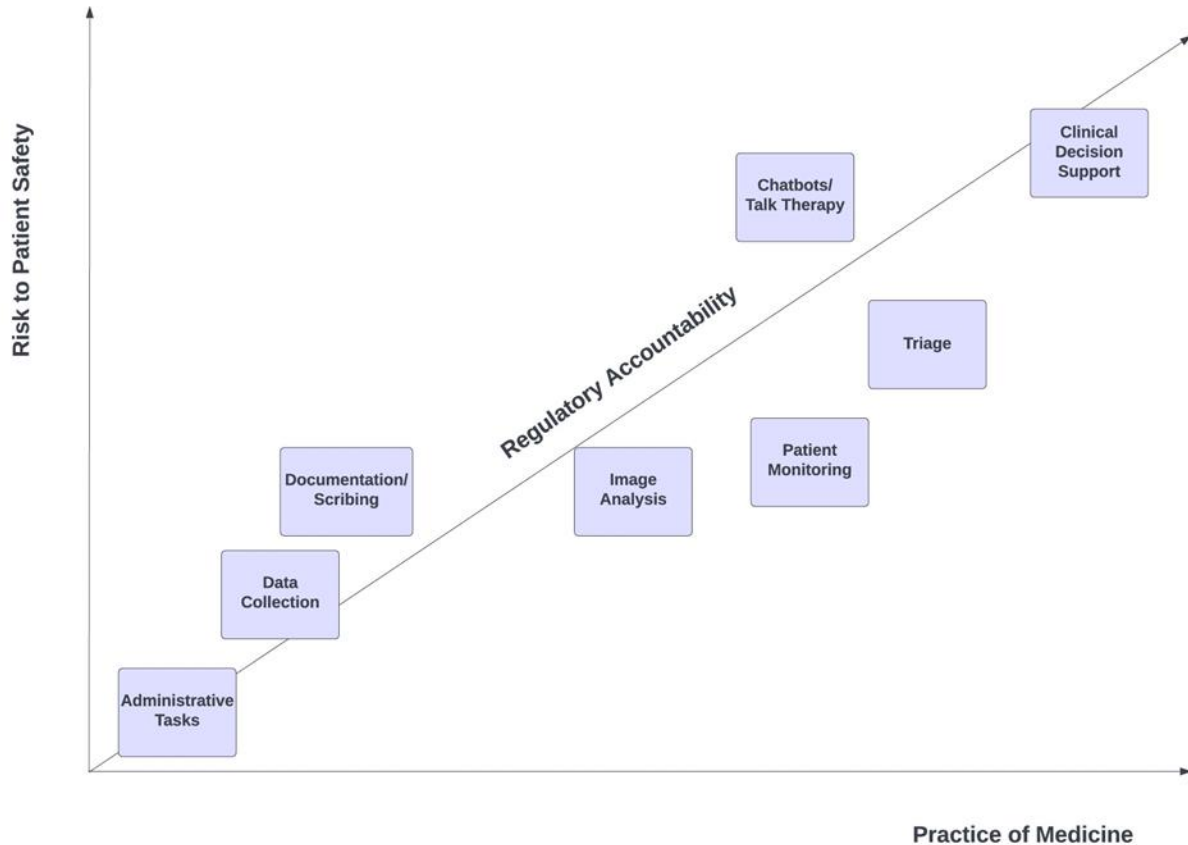 Risk to Patient Safety
Clinical
Decision
Support
Chatbots/
Talk Therapy
Regulatory Accountability
Triage
Patient
Monitoring
Documentation/
Scribing
Image
Analysis
Data
Collection
Administrative
Tasks
Practice of Medicine